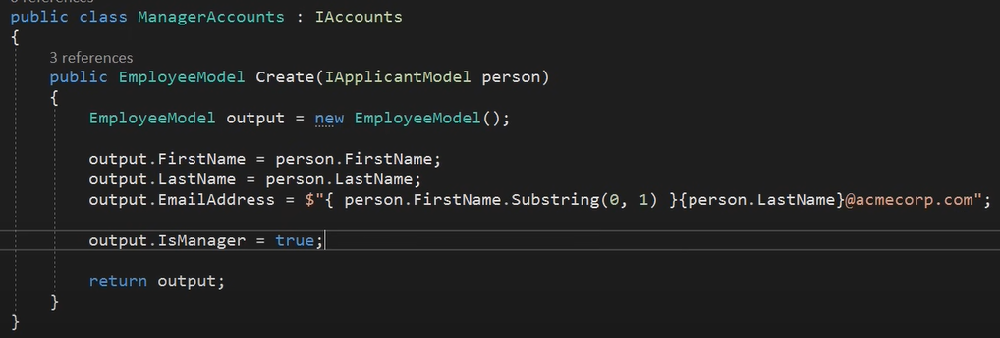 public class ManagerAccounts : IAccounts
{
3 references
public EmployeeModel Create(IApplicantModel person)
{
EmployeeModel output = new EmployeeModel();
output.FirstName = person.FirstName;
output.LastName = person.LastName;
output.EmailAddress = $"{ person.FirstName.Substring(0, 1) }{person.LastName}@acmecorp.com";
output.IsManager = true;
return output;
}
}